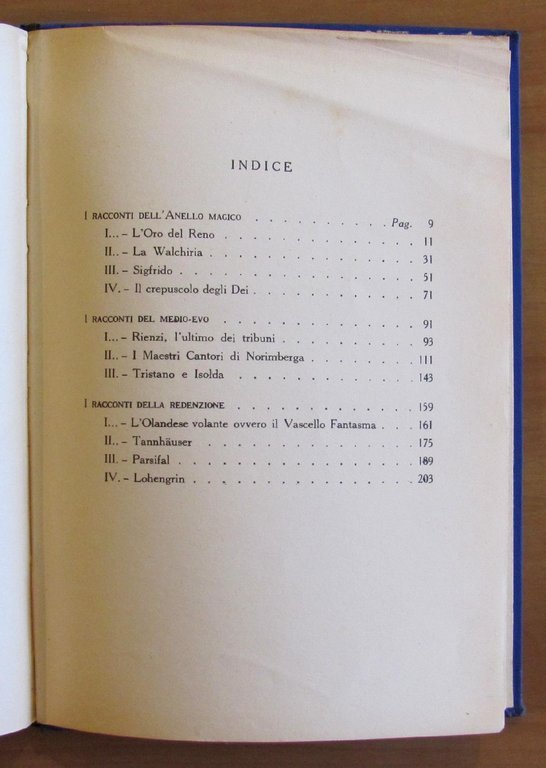 INDICE
I RACCONTI DELL'ANELLO MAGICO . . . . . . . . . Pag. 9
I... – L'Oro del Reno . . . . . . . . . . . 11
II.. – La Walchiria . . . . . . . . . . . 31
III. – Sigfrido . . . . . . . . . . . . 51
IV. – Il crepuscolo degli Dei . . . . . . . . . . 71
I RACCONTI DEL MEDIO-EVO . . . . . . . . . . 91
I... – Rienzi, l'ultimo dei tribuni . . . . . . . . 93
II.. – I Maestri Cantori di Norimberga . . . . . . . 111
III. – Tristano e Isolda . . . . . . . . . . 143
I RACCONTI DELLA REDENZIONE . . . . . . . . . . 159
I... – L'Olandese volante ovvero il Vascello Fantasma . . . 161
II.. – Tannhäuser . . . . . . . . . . . 175
III. – Parsifal . . . . . . . . . . . . 189
IV. – Lohengrin . . . . . . . . . . . 203